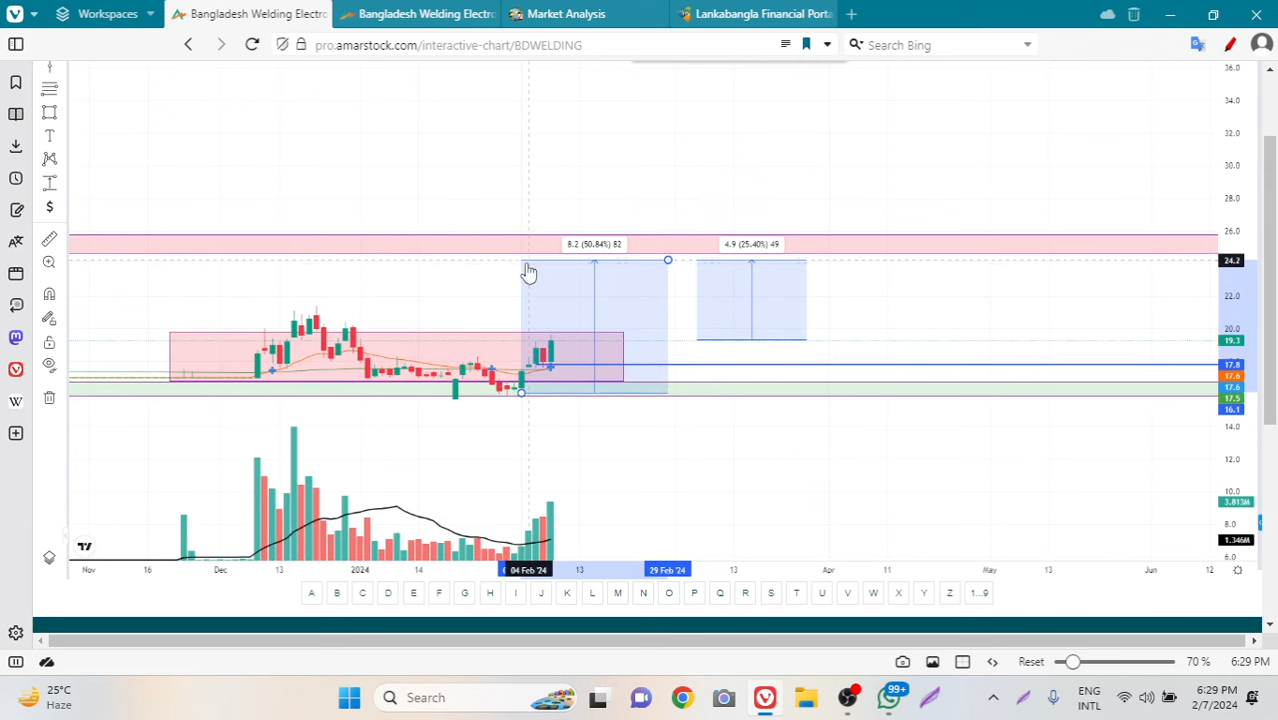 Workspaces
Bangladesh Welding Electro
Bangladesh Welding Electro
Market Analysis
Lankabangla Financial Porta
pro.amarstock.com/interactive-chart/BDWELDING
Search Bing
36.0
34.0
32.0
30.0
28.0
26.0
8.2 (50.84%) 82
4.9 (25.40%) 49
24.2
22.0
20.0
19.3
17.8
17.6
17.6
17.5
16.1
14.0
12.0
10.0
3.813M
8.0
1.346M
6.0
Nov 16 Dec 13 2024 14 04 Feb '24 13 29 Feb '24 13 Apr 11 May 13 Jun 12
A B C D E F G H I J K L M N O P Q R S T U V W X Y Z 1...9
Reset 70 % 6:29 PM
25°C
Haze
Search
99+
ENG
INTL
6:29 PM
2/7/2024